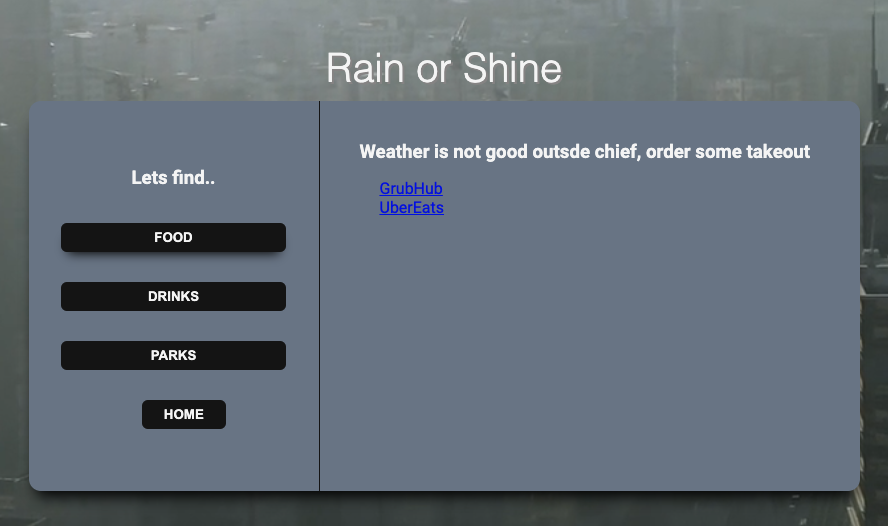 Rain or Shine
Lets find..
FOOD
DRINKS
PARKS
HOME
Weather is not good outsde chief, order some takeout
GrubHub
UberEats